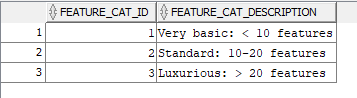 FEATURE_CAT_ID FEATURE_CAT_DESCRIPTION
1 1 Very basic: < 10 features
2 2 Standard: 10-20 features
3 3 Luxurious: > 20 features